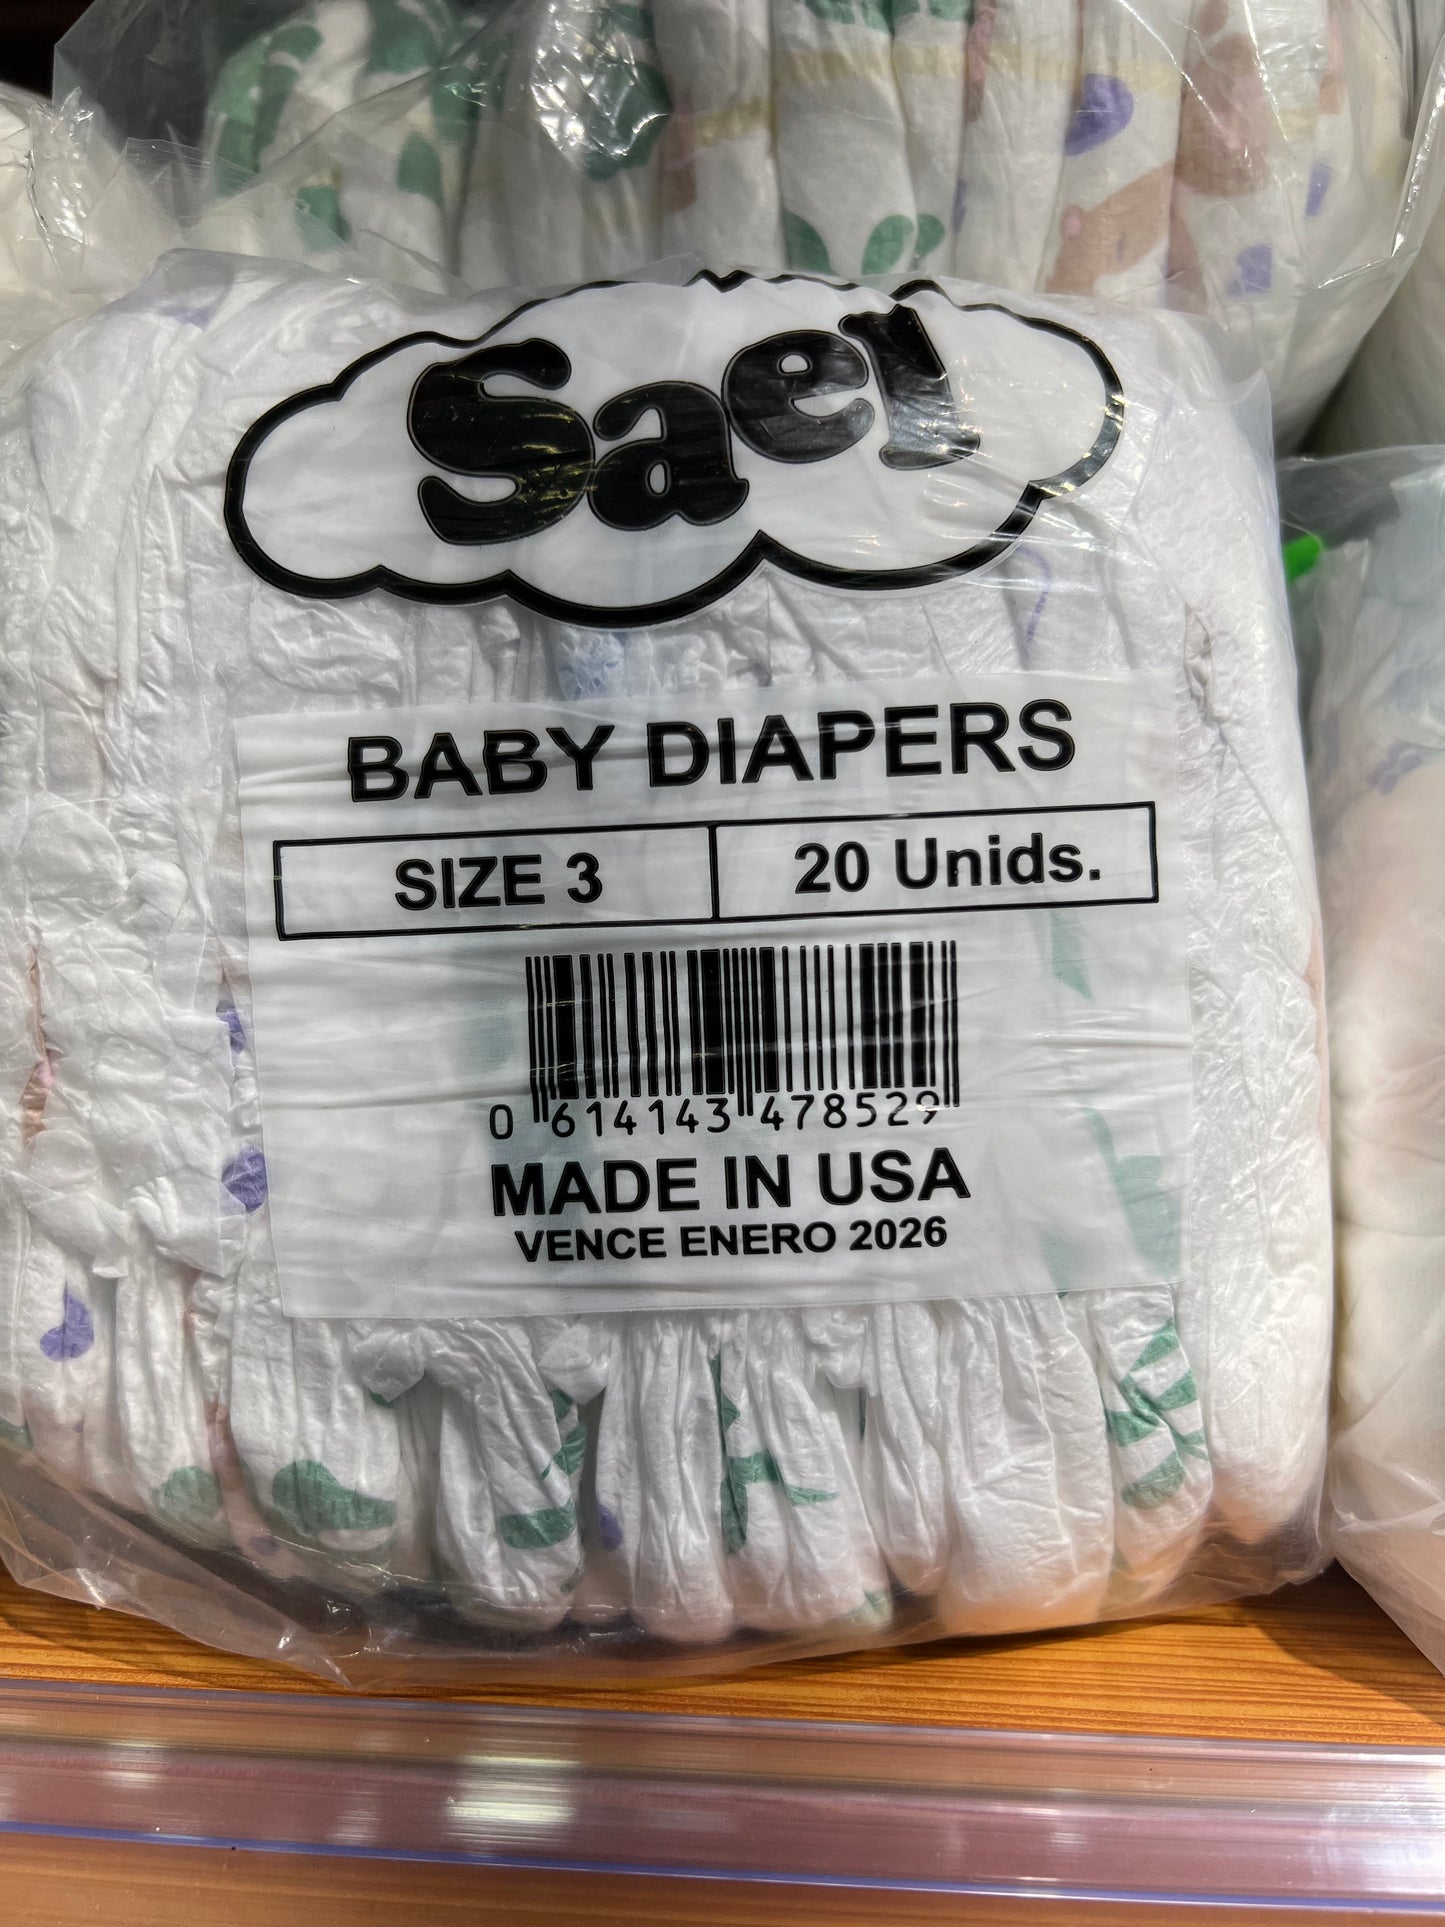 Sael
BABY DIAPERS
SIZE 3
20 Unids.
0 614143 478529
MADE IN USA
VENCE ENERO 2026